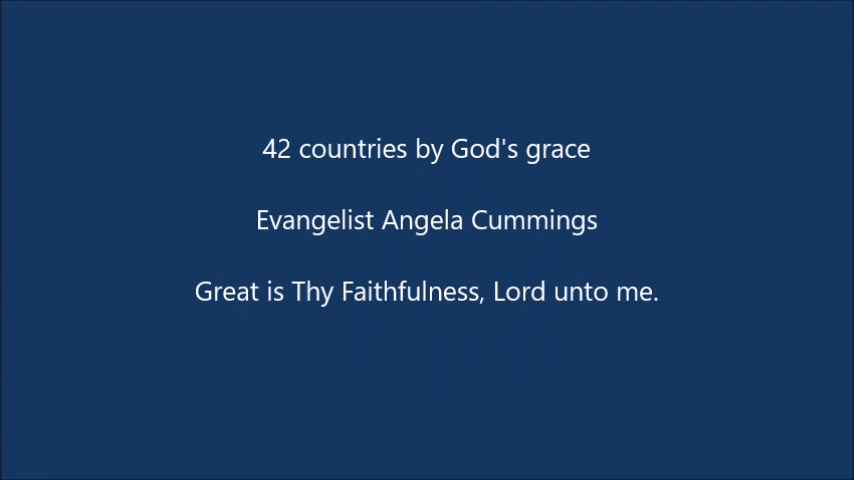 42 countries by God's grace
Evangelist Angela Cummings
Great is Thy Faithfulness, Lord unto me.